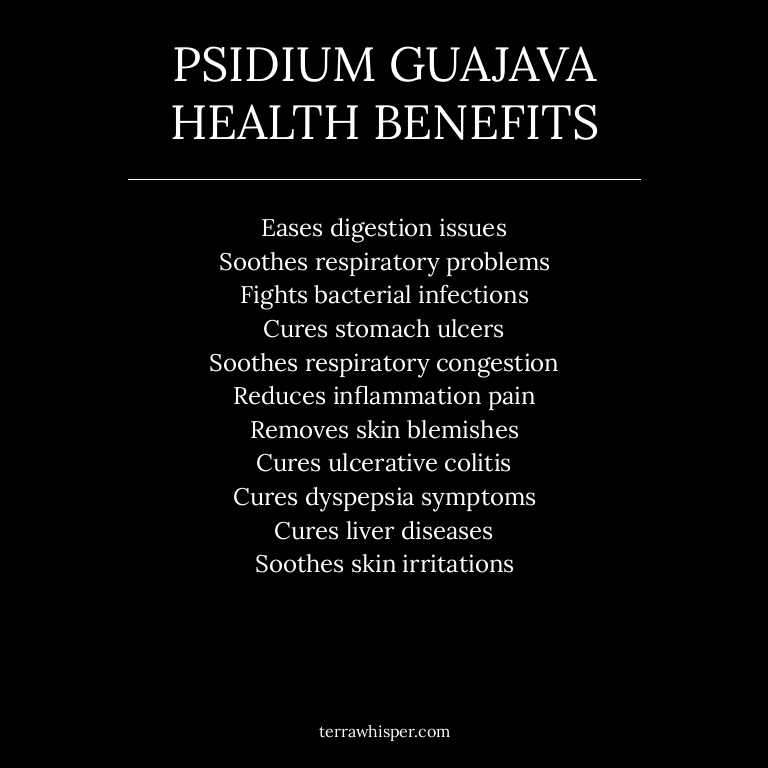 PSIDIUM GUAJAVA
HEALTH BENEFITS
Eases digestion issues
Soothes respiratory problems
Fights bacterial infections
Cures stomach ulcers
Soothes respiratory congestion
Reduces inflammation pain
Removes skin blemishes
Cures ulcerative colitis
Cures dyspepsia symptoms
Cures liver diseases
Soothes skin irritations
terrawhisper.com